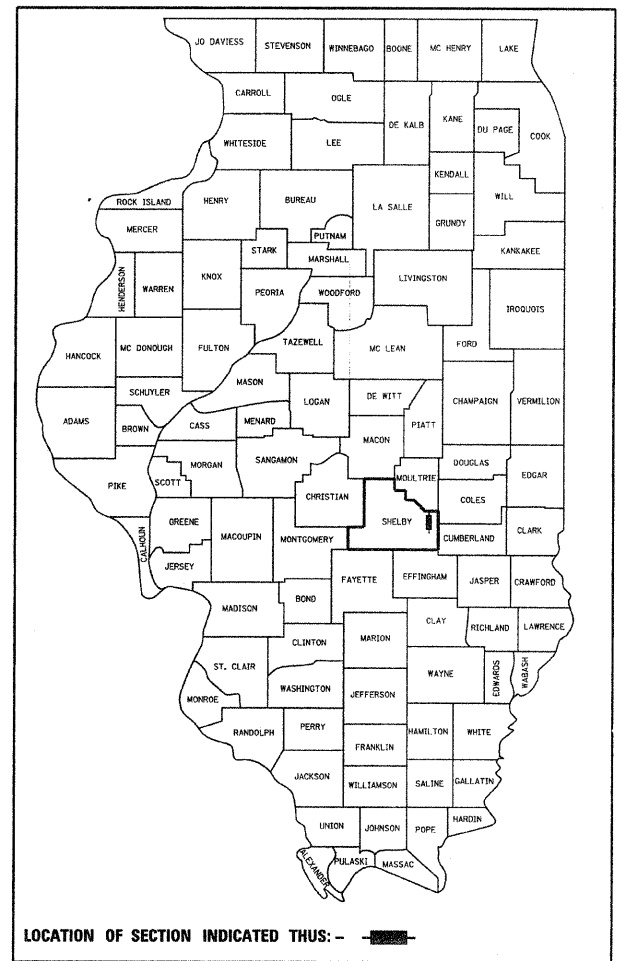 JO DAVIESS STEVENSON WINNEBAGO BOONE MC HENRY LAKE
CARROLL OGLE DE KALB KANE DU PAGE COOK
WHITESIDE LEE KENDALL WILL
ROCK ISLAND HENRY BUREAU LA SALLE GRUNDY
MERCER PUTNAM KANKAKEE
STARK MARSHALL LIVINGSTON
HENDERSON WARREN KNOX PEORIA WOODFORD IROQUOIS
HANCOCK MC DONOUGH FULTON TAZEWELL MC LEAN FORD
SCHUYLER MASON LOGAN DE WITT CHAMPAIGN VERMILION
ADAMS BROWN CASS MENARD MACON PIATT
MORGAN SANGAMON MOULTRIE DOUGLAS EDGAR
PIKE SCOTT CHRISTIAN COLES
CALHOUN GREENE MACOUPIN MONTGOMERY SHELBY CUMBERLAND CLARK
JERSEY FAYETTE EFFINGHAM JASPER CRAWFORD
MADISON BOND CLAY RICHLAND LAWRENCE
CLINTON MARION
ST. CLAIR WAYNE EDWARDS WABASH
MONROE WASHINGTON JEFFERSON
RANDOLPH PERRY HAMILTON WHITE
FRANKLIN
JACKSON WILLIAMSON SALINE GALLATIN
UNION JOHNSON POPE HARDIN
ALEXANDER PULASKI MASSAC
LOCATION OF SECTION INDICATED THUS: -